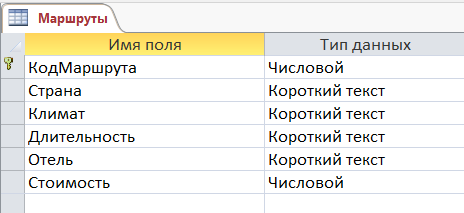 Маршруты
Имя поля Тип данных
КодМаршрута Числовой
Страна Короткий текст
Климат Короткий текст
Длительность Короткий текст
Отель Короткий текст
Стоимость Числовой